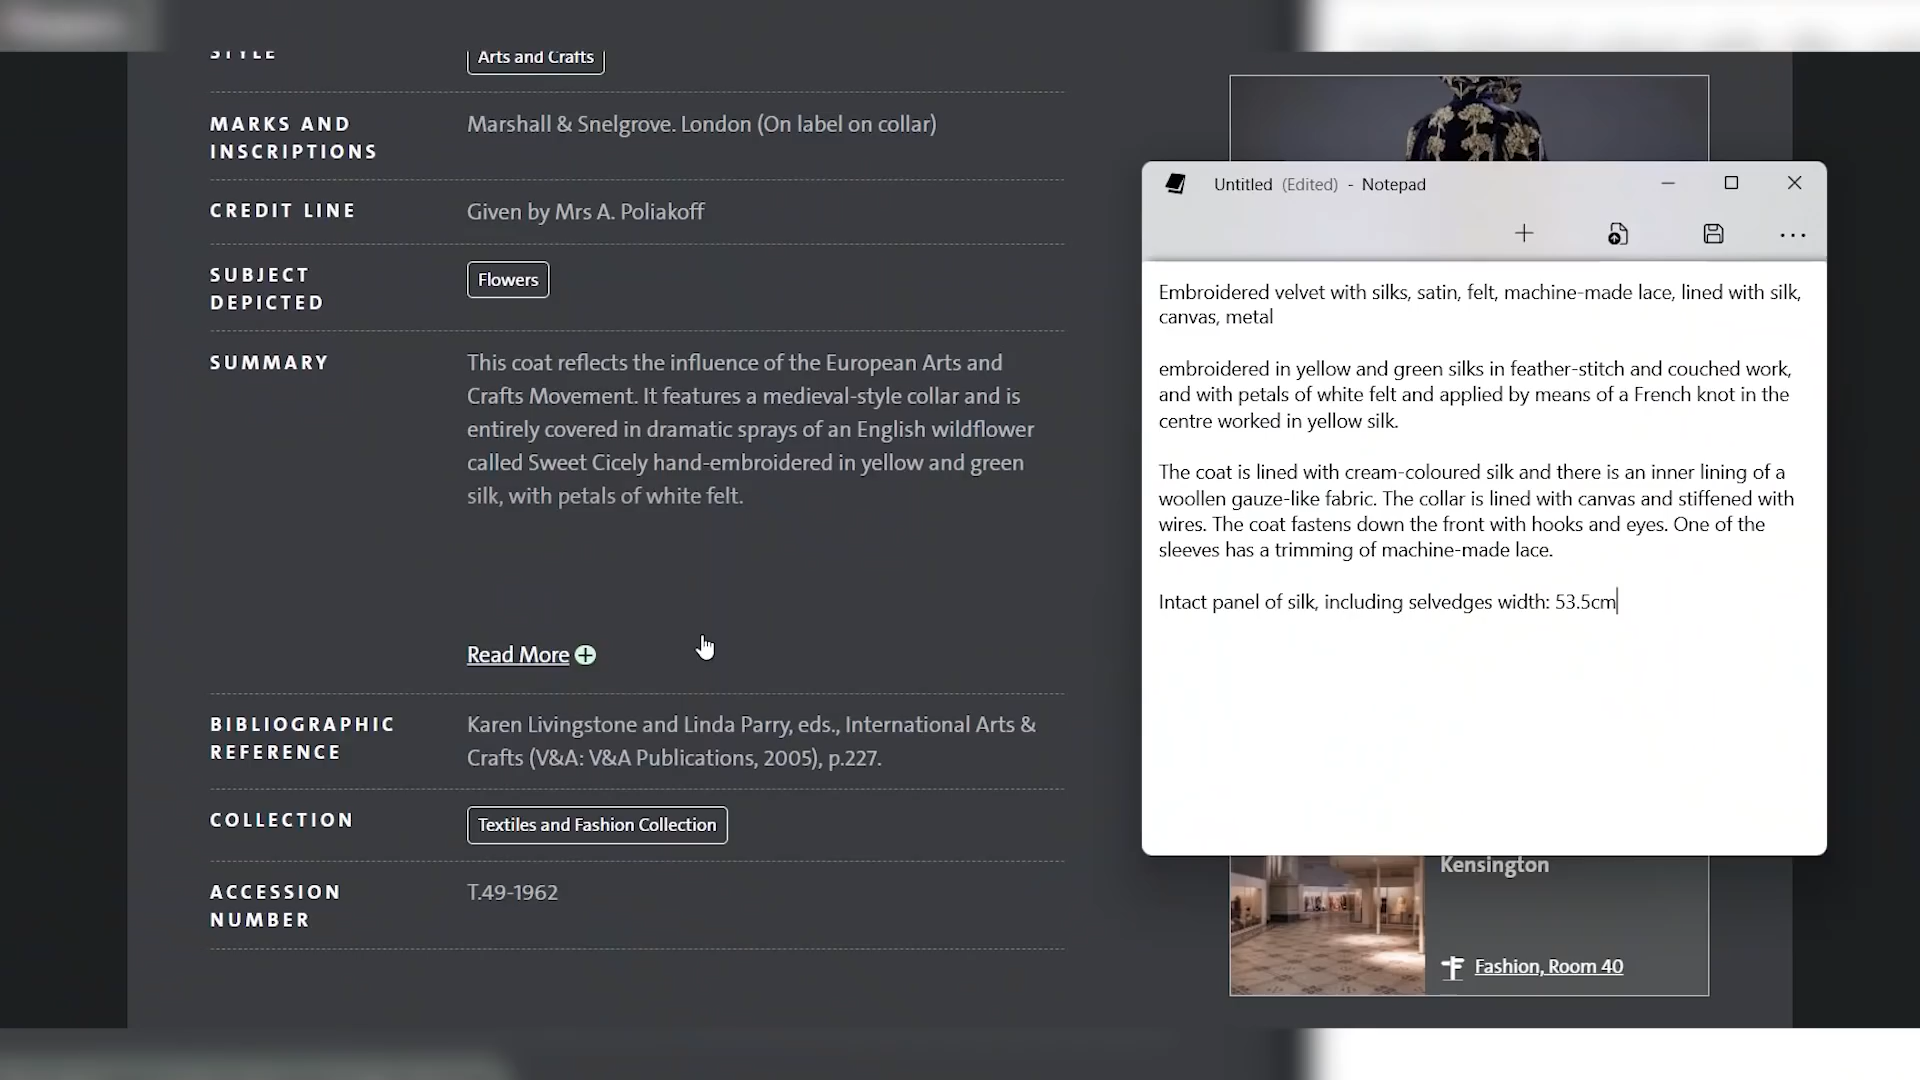 STYLE
Arts and Crafts
MARKS AND
INSCRIPTIONS
Marshall & Snelgrove. London (On label on collar)
CREDIT LINE
Given by Mrs A. Poliakoff
SUBJECT
DEPICTED
Flowers
SUMMARY
This coat reflects the influence of the European Arts and
Crafts Movement. It features a medieval-style collar and is
entirely covered in dramatic sprays of an English wildflower
called Sweet Cicely hand-embroidered in yellow and green
silk, with petals of white felt.
Read More
BIBLIOGRAPHIC
REFERENCE
Karen Livingstone and Linda Parry, eds., International Arts &
Crafts (V&A: V&A Publications, 2005), p.227.
COLLECTION
Textiles and Fashion Collection
ACCESSION
NUMBER
T.49-1962
Untitled (Edited) - Notepad
Embroidered velvet with silks, satin, felt, machine-made lace, lined with silk,
canvas, metal
embroidered in yellow and green silks in feather-stitch and couched work,
and with petals of white felt and applied by means of a French knot in the
centre worked in yellow silk.
The coat is lined with cream-coloured silk and there is an inner lining of a
woollen gauze-like fabric. The collar is lined with canvas and stiffened with
wires. The coat fastens down the front with hooks and eyes. One of the
sleeves has a trimming of machine-made lace.
Intact panel of silk, including selvedges width: 53.5cm
Kensington
Fashion, Room 40